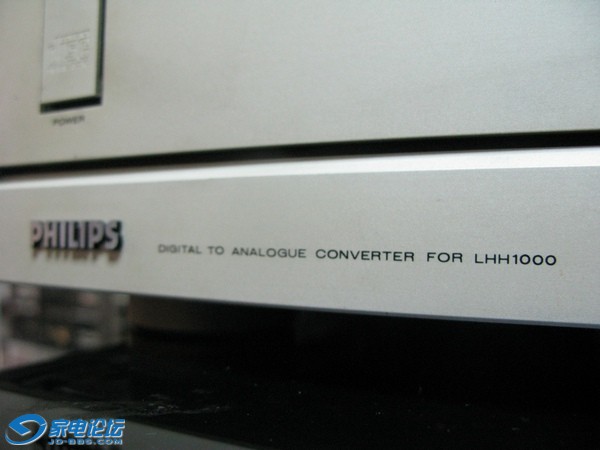 POWER
PHILIPS
DIGITAL TO ANALOGUE CONVERTER FOR LHH1000
家电论坛
JD-BBS.COM